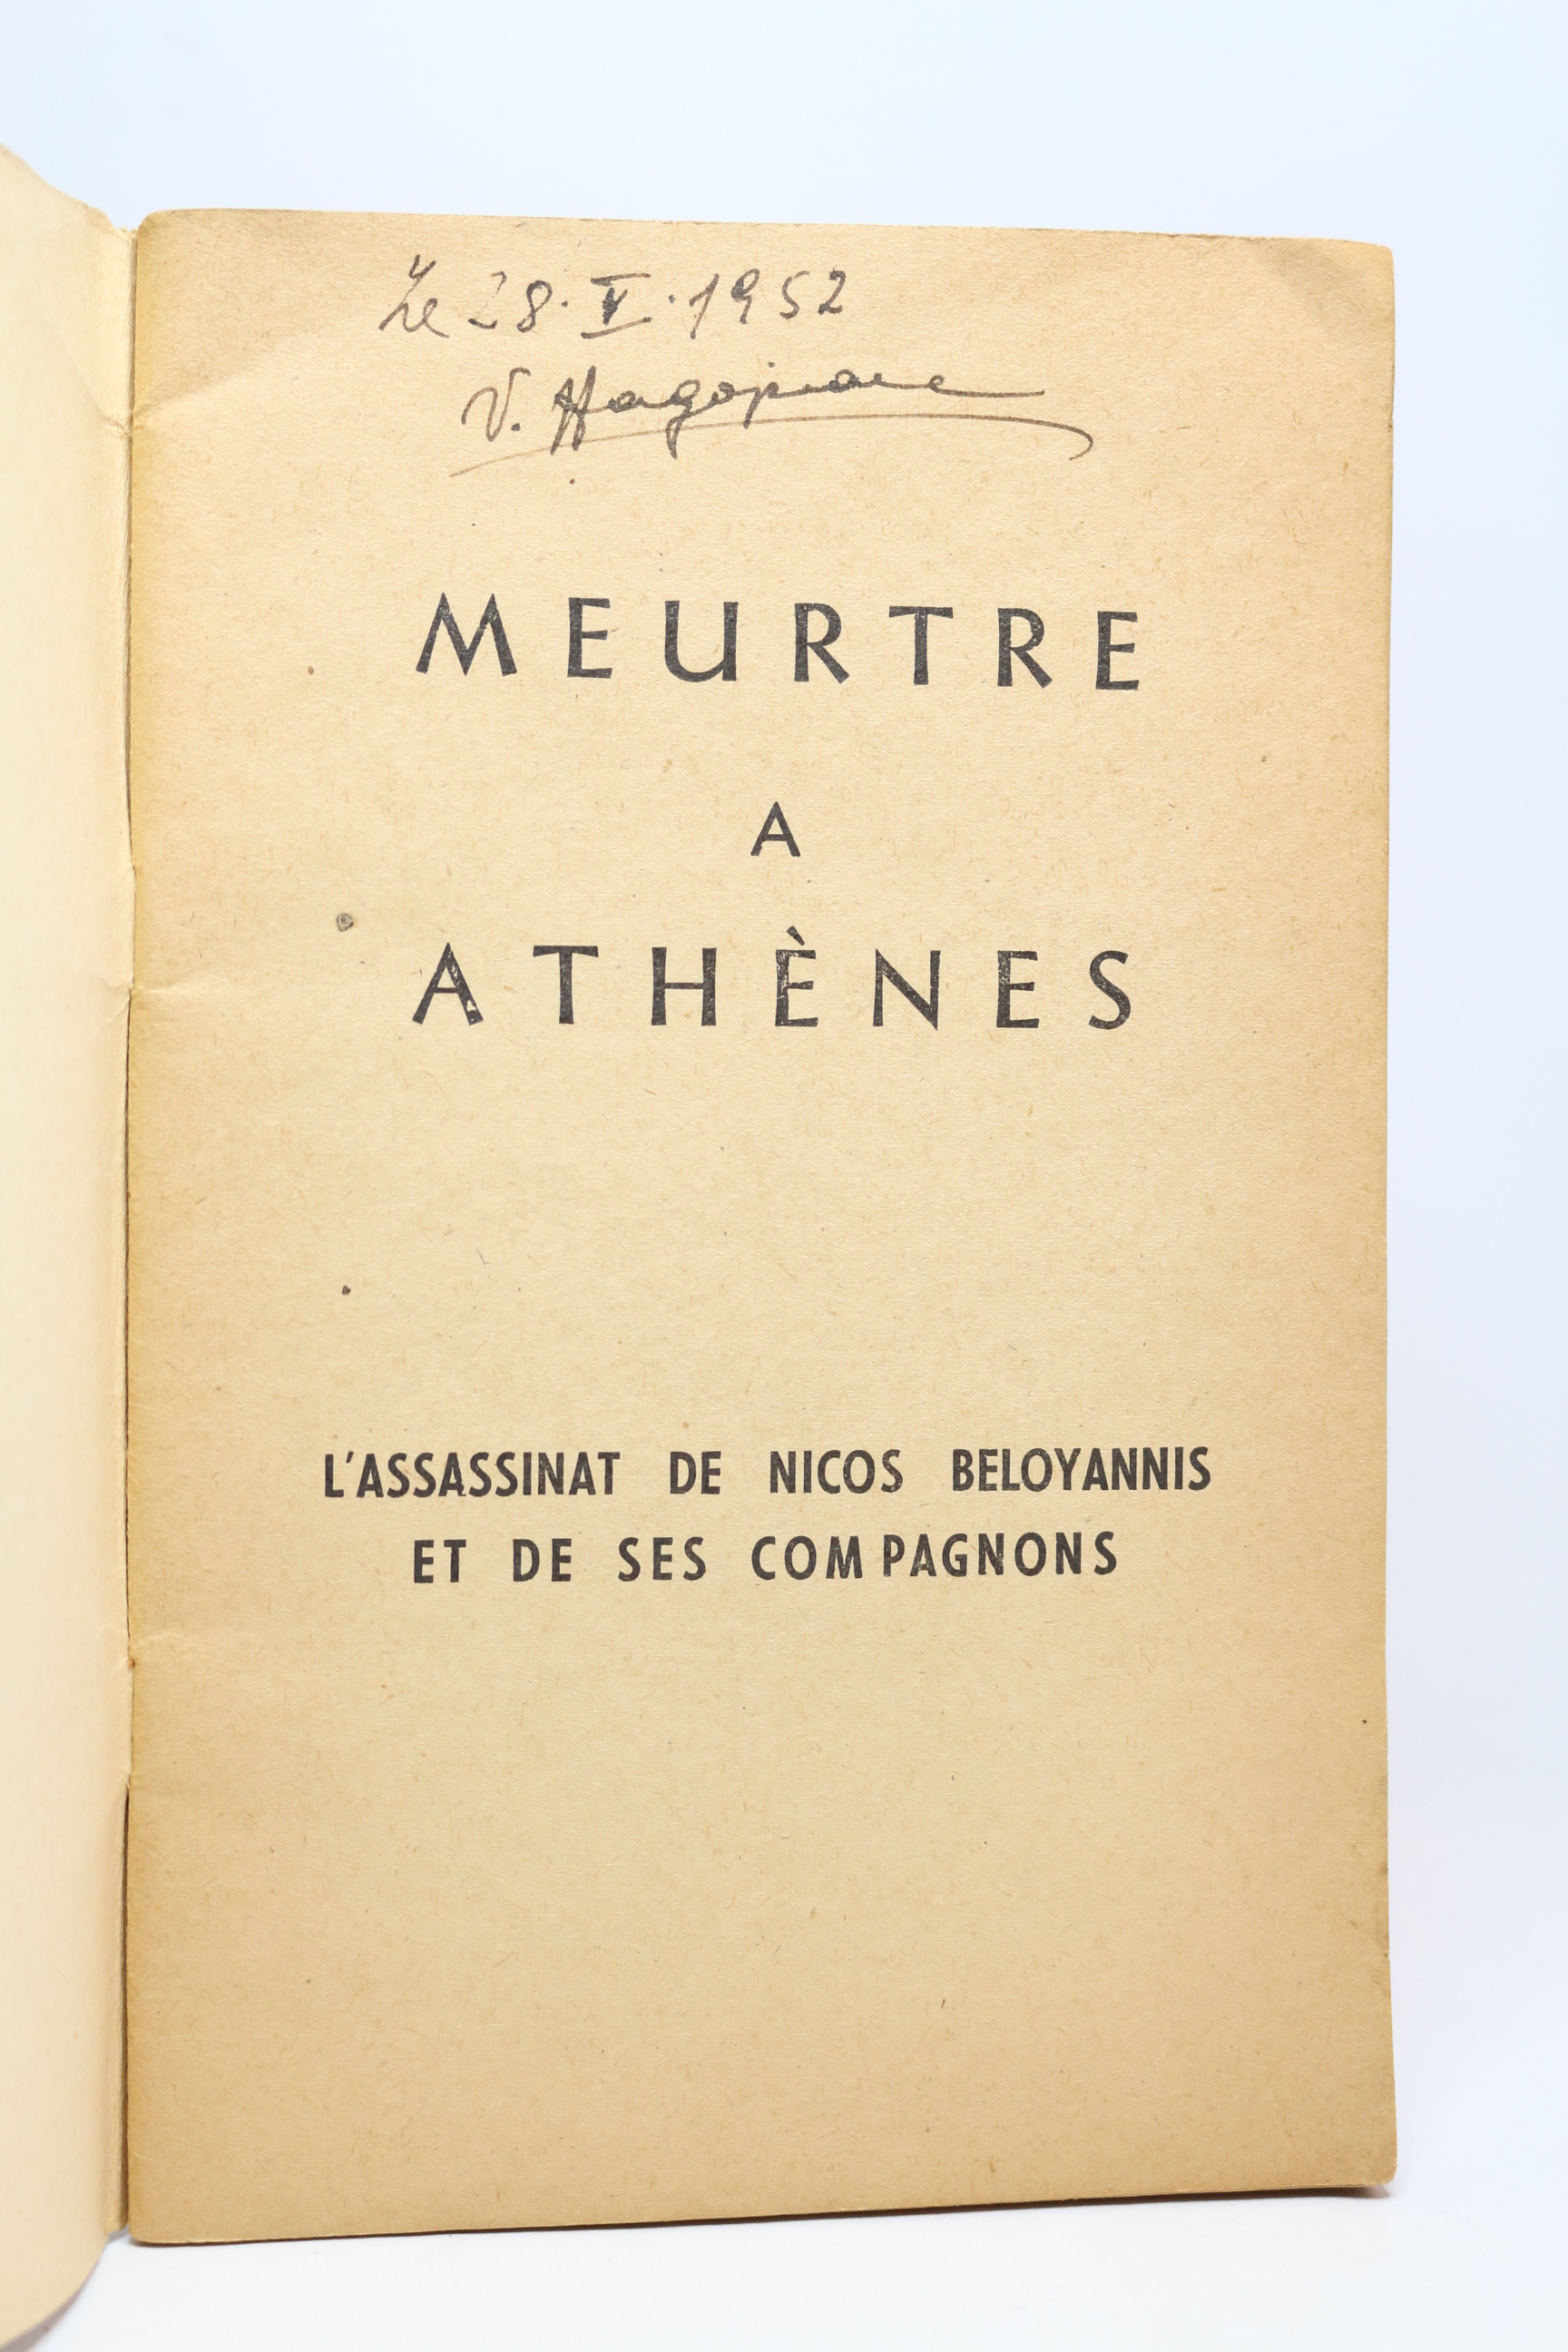 Le 28.V.1952
V. Hagopian
MEURTRE
A
ATHÈNES
L'ASSASSINAT DE NICOS BELOYANNIS
ET DE SES COMPAGNONS